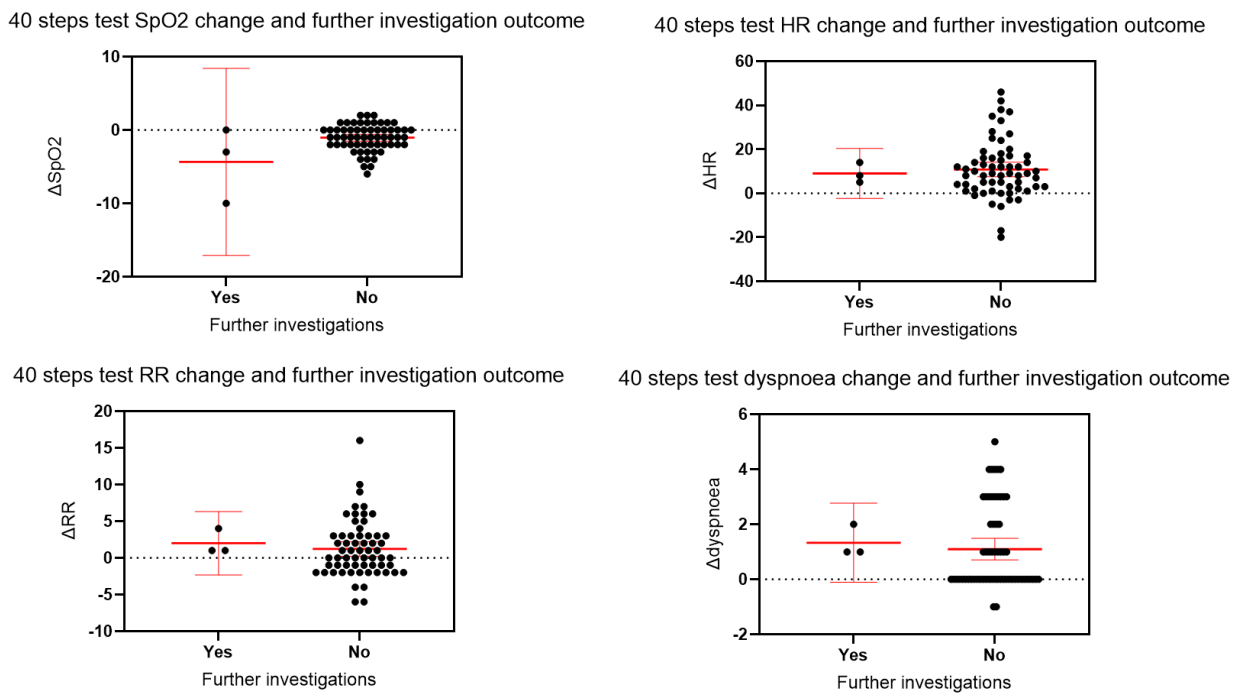 40 steps test SpO2 change and further investigation outcome
10
0
-10
-20
ΔSpO2
Yes
No
Further investigations
40 steps test HR change and further investigation outcome
60
40
20
0
-20
-40
ΔHR
Yes
No
Further investigations
40 steps test RR change and further investigation outcome
20
15
10
5
0
-5
-10
ΔRR
Yes
No
Further investigations
40 steps test dyspnoea change and further investigation outcome
6
4
2
0
-2
Δdyspnoea
Yes
No
Further investigations